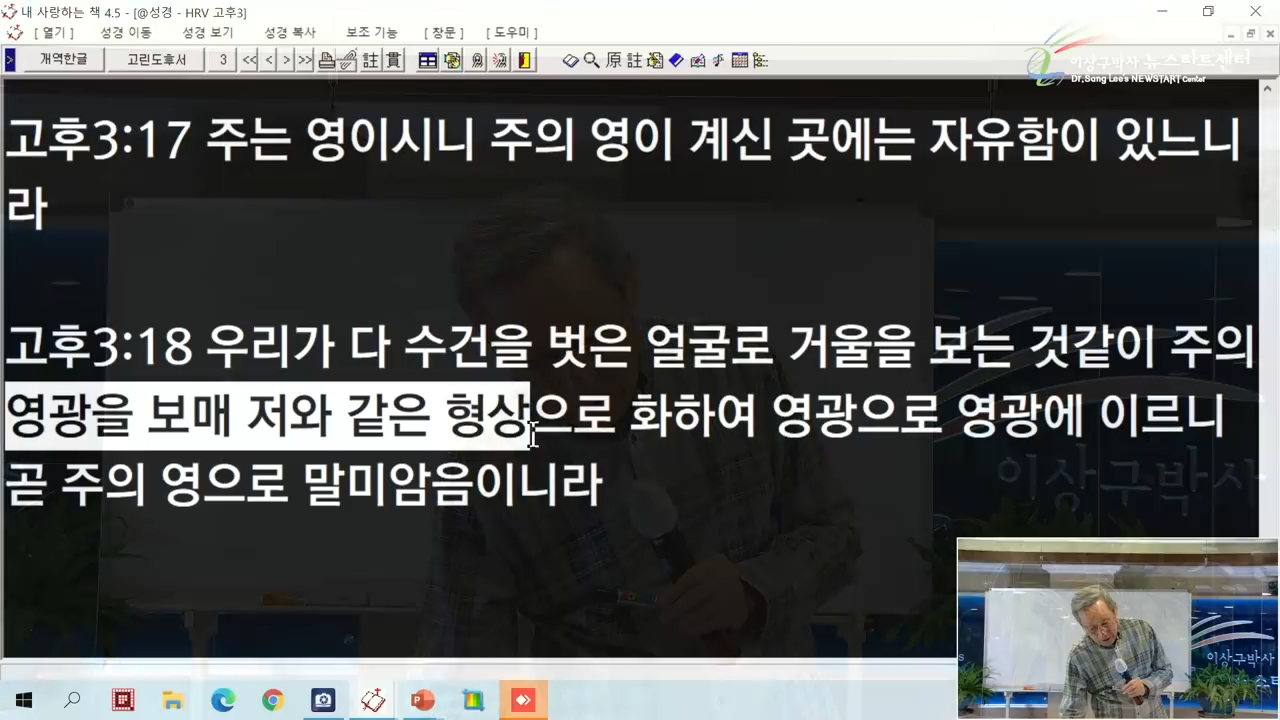 내 사랑하는 책 4.5 - [@성경 - HRV 고후3]
[ 열기 ] 성경 이동 성경 보기 성경 복사 보조 기능 [ 창문 ] [ 도우미 ]
개역한글 고린도후서 3 << < > >> 註 貫 原 註
이상구박사 뉴스타트센터
Dr.Sang Lee's NEWSTART Center
고후3:17 주는 영이시니 주의 영이 계신 곳에는 자유함이 있느니
라
고후3:18 우리가 다 수건을 벗은 얼굴로 거울을 보는 것같이 주의
영광을 보매 저와 같은 형상으로 화하여 영광으로 영광에 이르니
곧 주의 영으로 말미암음이니라
이상구박사
이상구박사